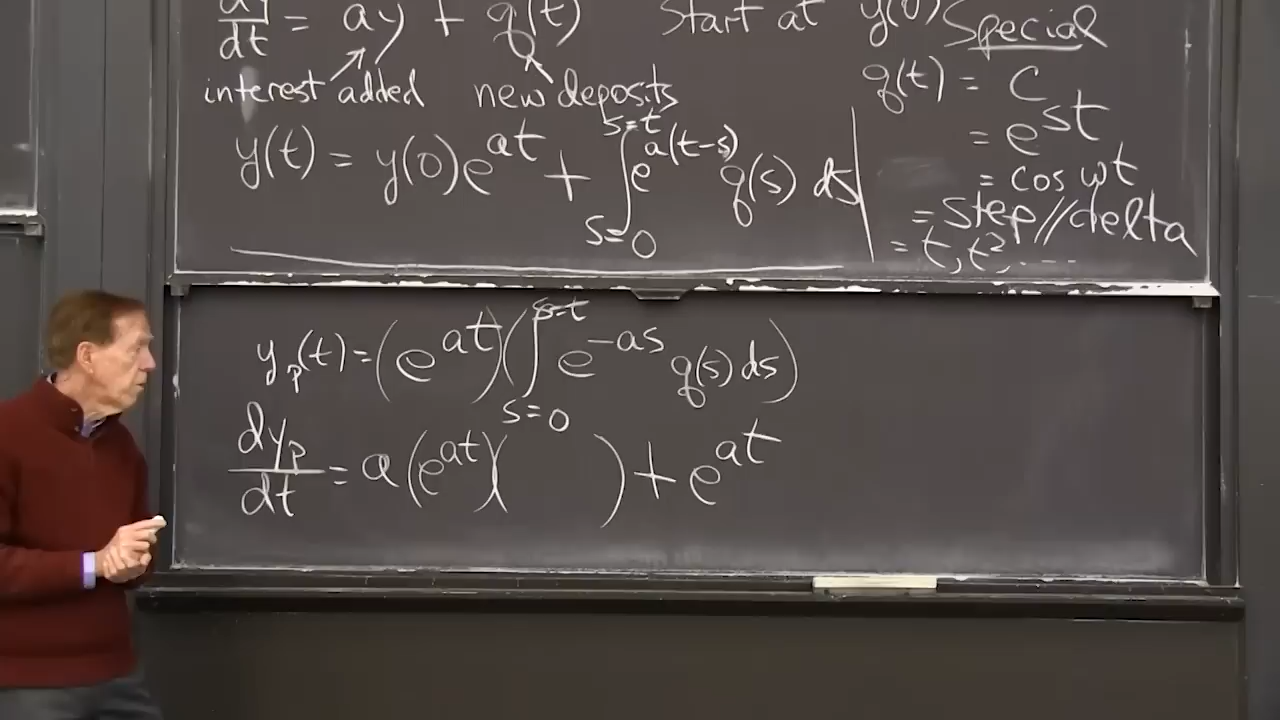 dy/dt = ay + q(t) Start at y(0)
interest added new deposits
y(t) = y(0)e^{at} + ∫_{s=0}^{s=t} e^{a(t-s)} q(s) ds
Special
q(t) = C
= e^{st}
= cos ωt
= step//delta
= t, t², ....
y_p(t) = (e^{at})(∫_{s=0}^{s=t} e^{-as} q(s) ds)
dy_p/dt = a(e^{at})( ) + e^{at}